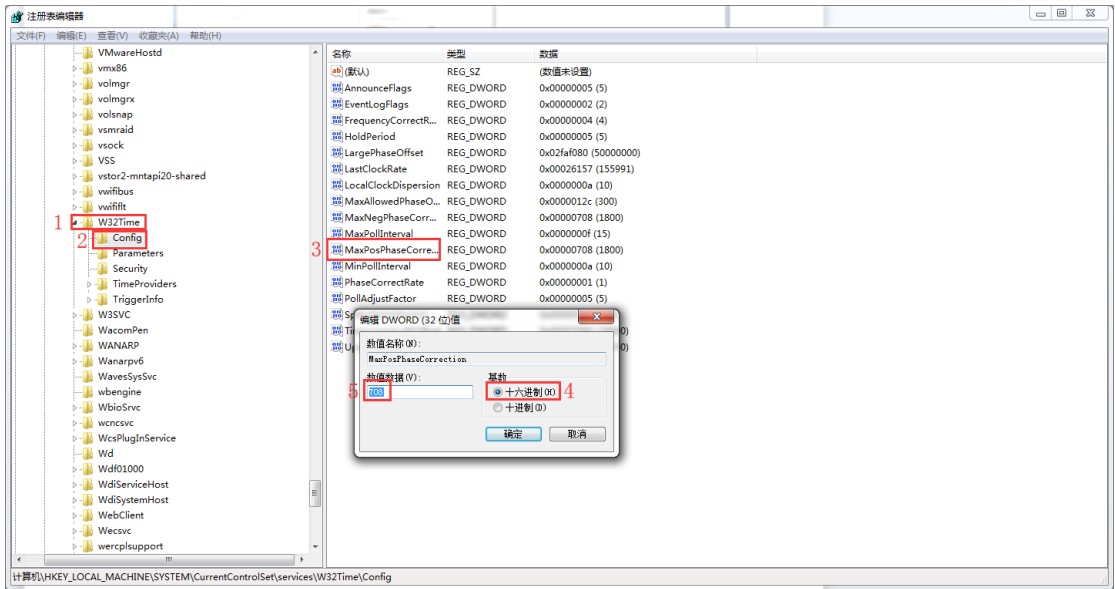 注册表编辑器
文件(F) 编辑(E) 查看(V) 收藏夹(A) 帮助(H)
VMwareHostd
vmx86
volmgr
volmgrx
volsnap
vsmraid
vsock
VSS
vstor2-mntapi20-shared
vwifibus
vwififlt
1 W32Time
2 Config
Parameters
Security
TimeProviders
TriggerInfo
W3SVC
WacomPen
WANARP
Wanarpv6
WavesSysSvc
wbengine
WbioSrvc
wcncsvc
WcsPlugInService
Wd
Wdf01000
WdiServiceHost
WdiSystemHost
WebClient
Wecsvc
wercplsupport
名称 类型 数据
(默认) REG_SZ (数值未设置)
AnnounceFlags REG_DWORD 0x00000005 (5)
EventLogFlags REG_DWORD 0x00000002 (2)
FrequencyCorrectR... REG_DWORD 0x00000004 (4)
HoldPeriod REG_DWORD 0x00000005 (5)
LargePhaseOffset REG_DWORD 0x02faf080 (50000000)
LastClockRate REG_DWORD 0x00026157 (155991)
LocalClockDispersion REG_DWORD 0x0000000a (10)
MaxAllowedPhaseO... REG_DWORD 0x0000012c (300)
MaxNegPhaseCorr... REG_DWORD 0x00000708 (1800)
MaxPollInterval REG_DWORD 0x0000000f (15)
3 MaxPosPhaseCorre... REG_DWORD 0x00000708 (1800)
MinPollInterval REG_DWORD 0x0000000a (10)
PhaseCorrectRate REG_DWORD 0x00000001 (1)
PollAdjustFactor REG_DWORD 0x00000005 (5)
编辑 DWORD (32 位)值
数值名称(N):
MaxPosPhaseCorrection
数值数据(V): 基数
5 708 十六进制(H) 4
十进制(D)
确定 取消
计算机\HKEY_LOCAL_MACHINE\SYSTEM\CurrentControlSet\services\W32Time\Config